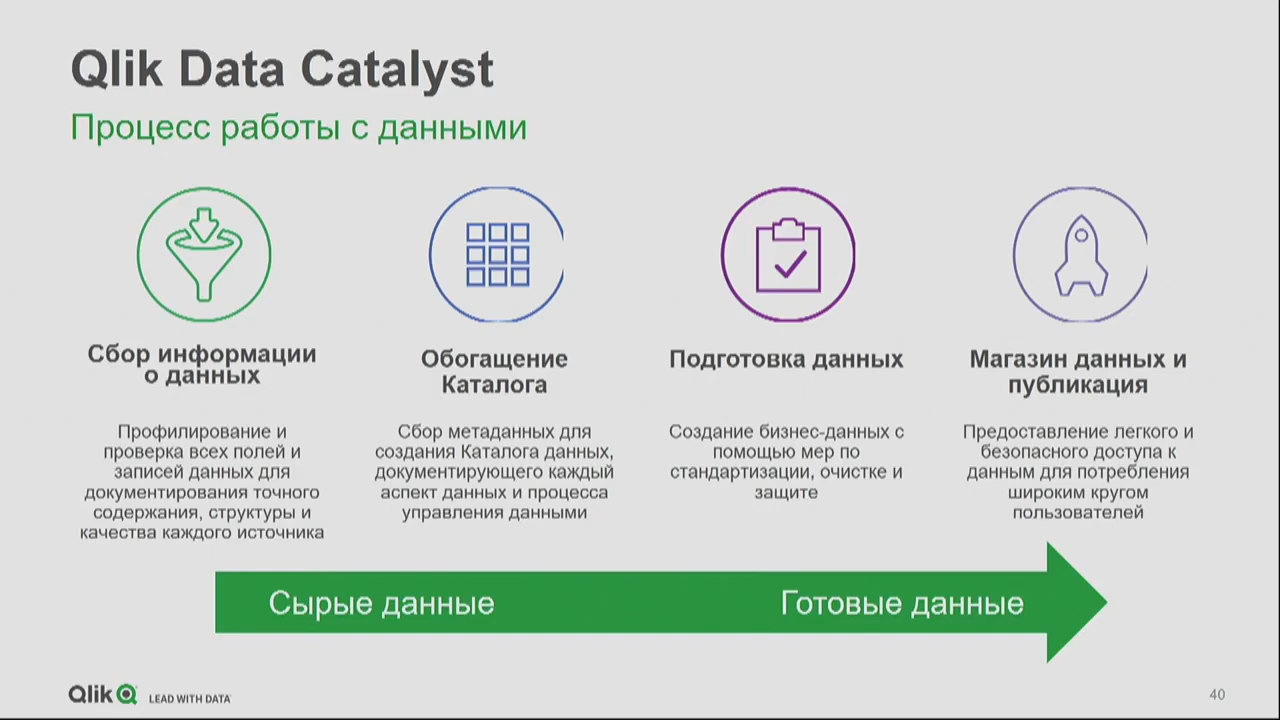 Qlik Data Catalyst
Процесс работы с данными
Сбор информации
о данных
Профилирование и
проверка всех полей и
записей данных для
документирования точного
содержания, структуры и
качества каждого источника
Обогащение
Каталога
Сбор метаданных для
создания Каталога данных,
документирующего каждый
аспект данных и процесса
управления данными
Подготовка данных
Создание бизнес-данных с
помощью мер по
стандартизации, очистке и
защите
Магазин данных и
публикация
Предоставление легкого и
безопасного доступа к
данным для потребления
широким кругом
пользователей
Сырые данные
Готовые данные
Qlik LEAD WITH DATA
40